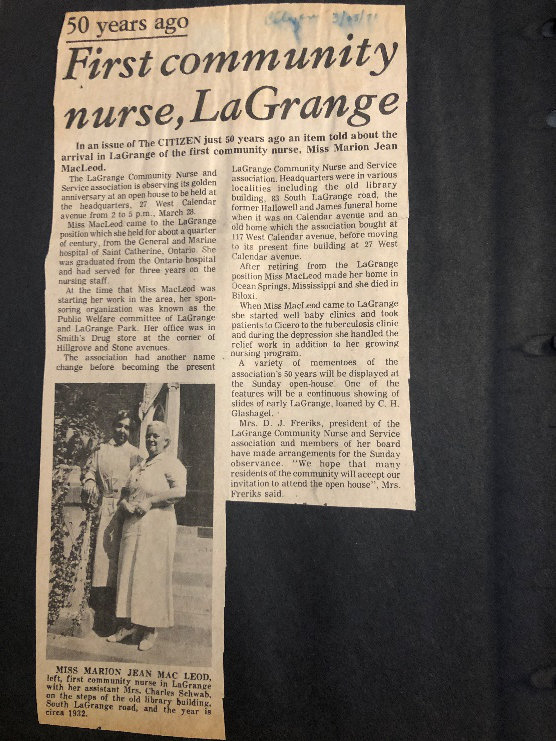 50 years ago
Citizen
First community
nurse, LaGrange
In an issue of The CITIZEN just 50 years ago an item told about the
arrival in LaGrange of the first community nurse, Miss Marion Jean
MacLeod.
The LaGrange Community Nurse and
Service association is observing its golden
anniversary at an open house to be held at
the headquarters, 27 West Calendar
avenue from 2 to 5 p.m., March 28.
Miss MacLeod came to the LaGrange
position which she held for about a quarter
of century, from the General and Marine
hospital of Saint Catherine, Ontario. She
was graduated from the Ontario hospital
and had served for three years on the
nursing staff.
At the time that Miss MacLeod was
starting her work in the area, her spon-
soring organization was known as the
Public Welfare committee of LaGrange
and LaGrange Park. Her office was in
Smith's Drug store at the corner of
Hillgrove and Stone avenues.
The association had another name
change before becoming the present
LaGrange Community Nurse and Service
association. Headquarters were in various
localities including the old library
building, 83 South LaGrange road, the
former Hallowell and James funeral home
when it was on Calendar avenue and an
old home which the association bought at
117 West Calendar avenue, before moving
to its present fine building at 27 West
Calendar avenue.
After retiring from the LaGrange
position Miss MacLeod made her home in
Ocean Springs, Mississippi and she died in
Biloxi.
When Miss MacLeod came to LaGrange
she started well baby clinics and took
patients to Cicero to the tuberculosis clinic
and during the depression she handled the
relief work in addition to her growing
nursing program.
A variety of mementoes of the
association's 50 years will be displayed at
the Sunday open-house. One of the
features will be a continuous showing of
slides of early LaGrange, loaned by C. H.
Glashagel.
Mrs. D. J. Freriks, president of the
LaGrange Community Nurse and Service
association and members of her board
have made arrangements for the Sunday
observance. "We hope that many
residents of the community will accept our
invitation to attend the open house", Mrs.
Freriks said.
MISS MARION JEAN MAC LEOD,
left, first community nurse in LaGrange
with her assistant Mrs. Charles Schwab,
on the steps of the old library building,
South LaGrange road, and the year is
circa 1932.